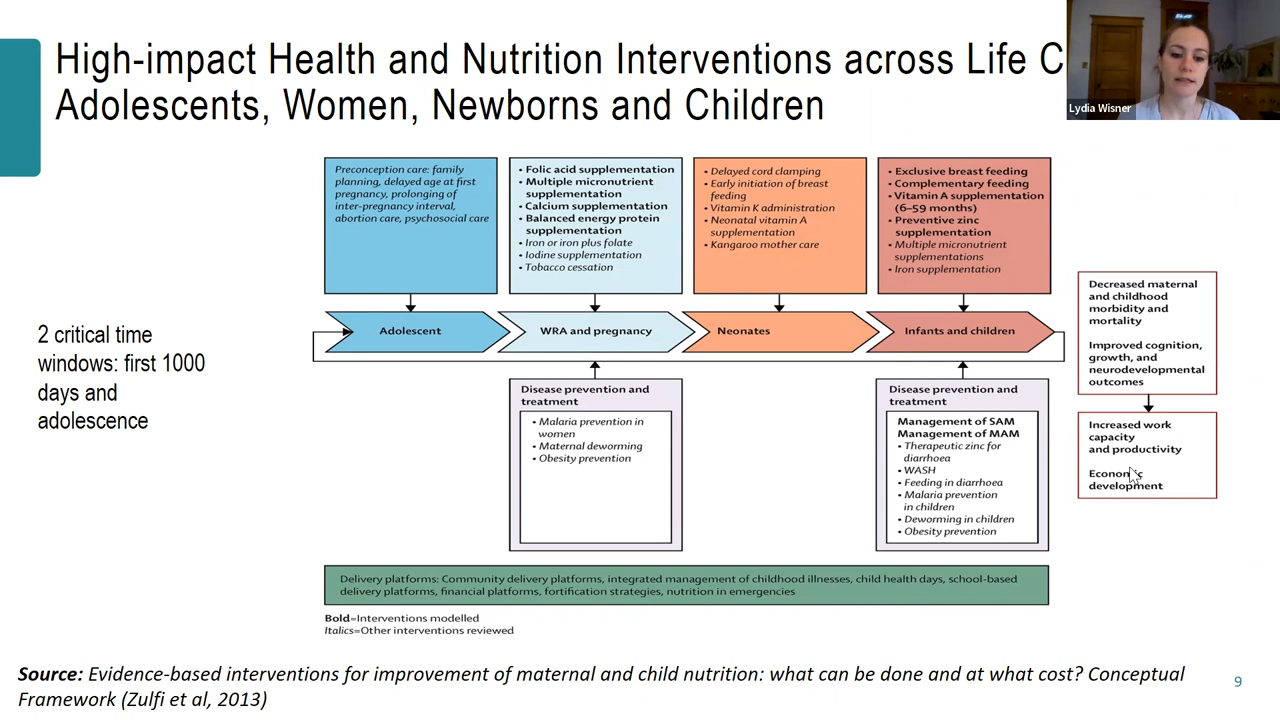 High-impact Health and Nutrition Interventions across Life C
Adolescents, Women, Newborns and Children
Lydia Wisner
2 critical time
windows: first 1000
days and
adolescence
Preconception care: family
planning, delayed age at first
pregnancy, prolonging of
inter-pregnancy interval,
abortion care, psychosocial care
• Folic acid supplementation
• Multiple micronutrient
supplementation
• Calcium supplementation
• Balanced energy protein
supplementation
• Iron or iron plus folate
• Iodine supplementation
• Tobacco cessation
• Delayed cord clamping
• Early initiation of breast
feeding
• Vitamin K administration
• Neonatal vitamin A
supplementation
• Kangaroo mother care
• Exclusive breast feeding
• Complementary feeding
• Vitamin A supplementation
(6–59 months)
• Preventive zinc
supplementation
• Multiple micronutrient
supplementations
• Iron supplementation
Adolescent
WRA and pregnancy
Neonates
Infants and children
Disease prevention and
treatment
• Malaria prevention in
women
• Maternal deworming
• Obesity prevention
Disease prevention and
treatment
Management of SAM
Management of MAM
• Therapeutic zinc for
diarrhoea
• WASH
• Feeding in diarrhoea
• Malaria prevention
in children
• Deworming in children
• Obesity prevention
Decreased maternal
and childhood
morbidity and
mortality
Improved cognition,
growth, and
neurodevelopmental
outcomes
Increased work
capacity
and productivity
Economic
development
Delivery platforms: Community delivery platforms, integrated management of childhood illnesses, child health days, school-based
delivery platforms, financial platforms, fortification strategies, nutrition in emergencies
Bold=Interventions modelled
Italics=Other interventions reviewed
Source: Evidence-based interventions for improvement of maternal and child nutrition: what can be done and at what cost? Conceptual
Framework (Zulfi et al, 2013)
9